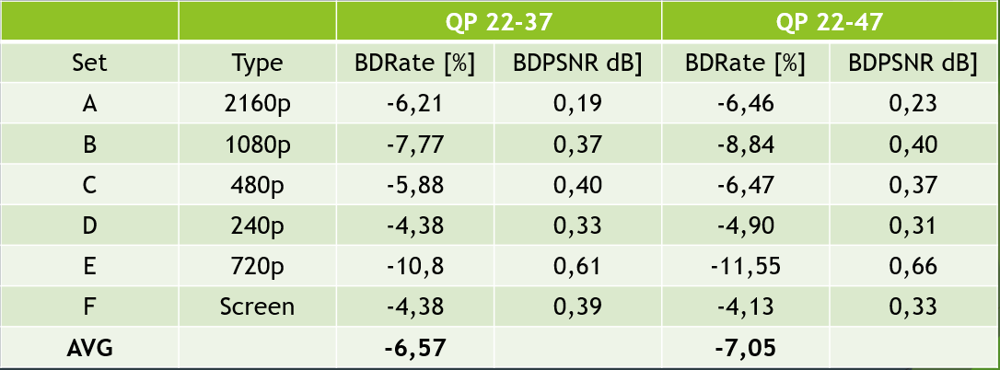 QP 22-37 QP 22-47
Set Type BDRate [%] BDPSNR dB] BDRate [%] BDPSNR dB]
A 2160p -6,21 0,19 -6,46 0,23
B 1080p -7,77 0,37 -8,84 0,40
C 480p -5,88 0,40 -6,47 0,37
D 240p -4,38 0,33 -4,90 0,31
E 720p -10,8 0,61 -11,55 0,66
F Screen -4,38 0,39 -4,13 0,33
AVG -6,57 -7,05